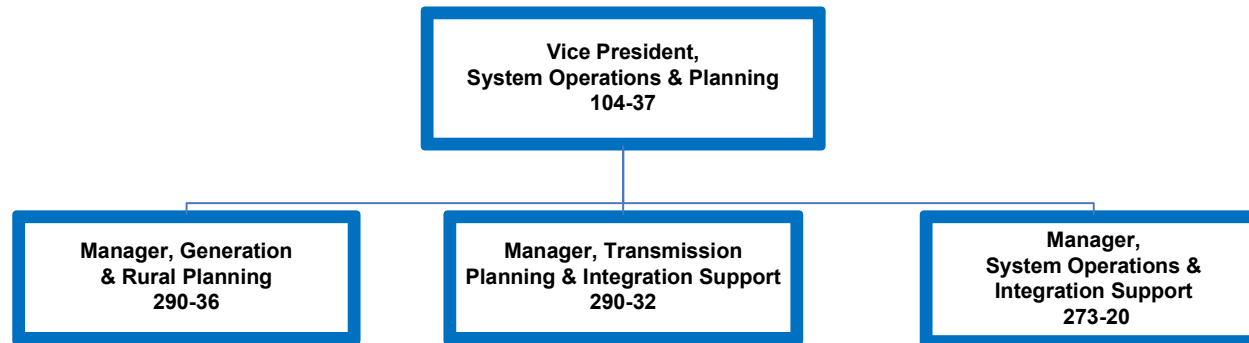 Vice President,
System Operations & Planning
104-37
Manager, Generation
& Rural Planning
290-36
Manager, Transmission
Planning & Integration Support
290-32
Manager,
System Operations &
Integration Support
273-20